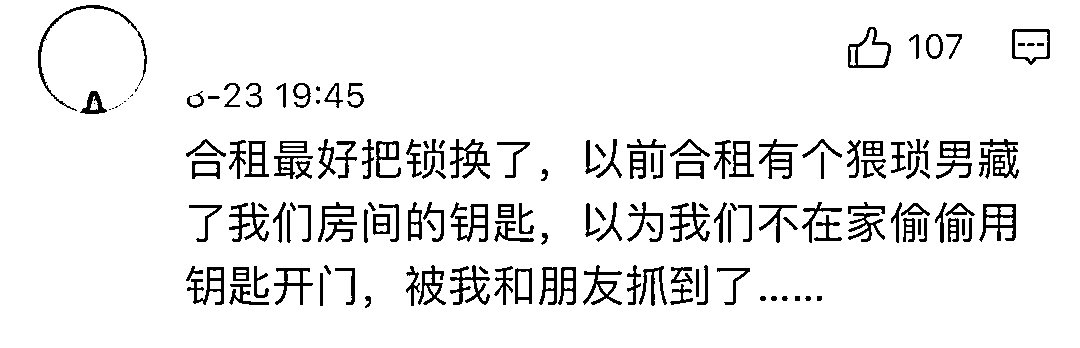 107
8-23 19:45
合租最好把锁换了，以前合租有个猥琐男藏
了我们房间的钥匙，以为我们不在家偷偷用
钥匙开门，被我和朋友抓到了......